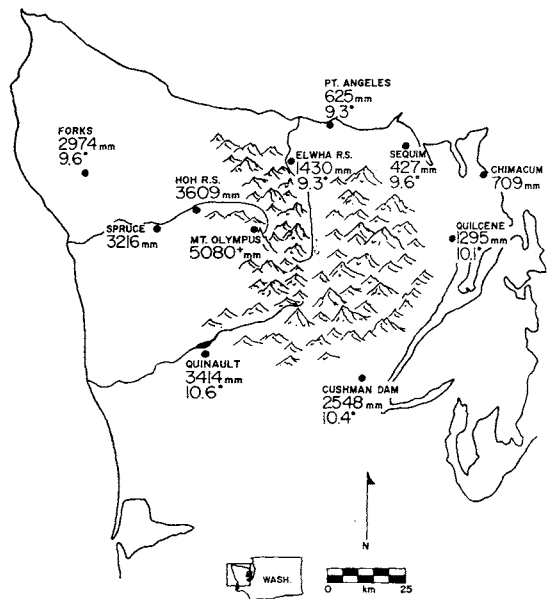 PT. ANGELES
625 mm
9.3°
FORKS
2974 mm
9.6°
ELWHA R.S.
1430 mm
9.3°
SEQUIM
427 mm
9.6°
CHIMACUM
709 mm
HOH R.S.
3609 mm
SPRUCE
3216 mm
MT. OLYMPUS
5080+ mm
QUILCENE
1295 mm
10.1°
QUINAULT
3414 mm
10.6°
CUSHMAN DAM
2548 mm
10.4°
N
WASH.
0 km 25